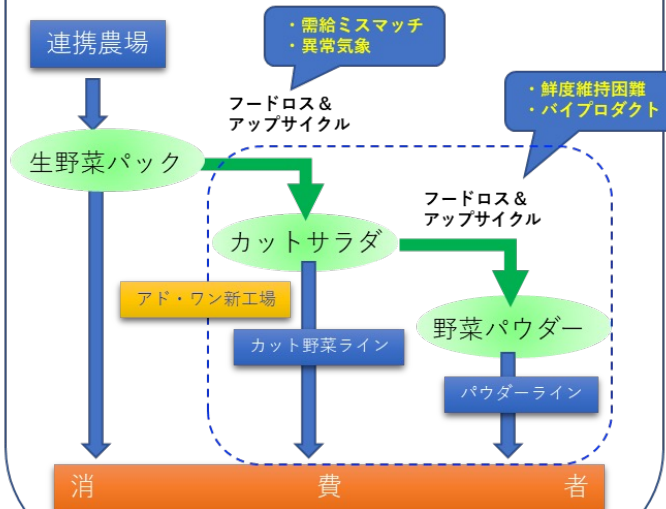 連携農場
・需給ミスマッチ
・異常気象
フードロス＆
アップサイクル
・鮮度維持困難
・バイプロダクト
生野菜パック
フードロス＆
アップサイクル
カットサラダ
アド・ワン新工場
野菜パウダー
カット野菜ライン
パウダーライン
消 費 者